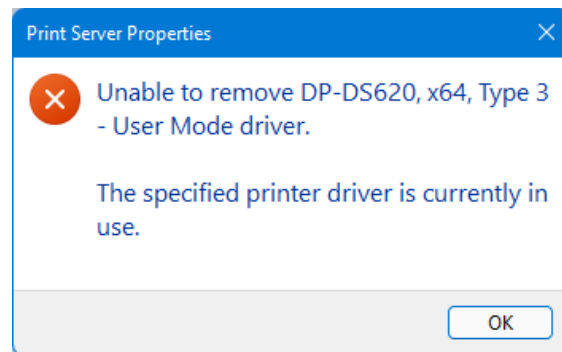 Print Server Properties
Unable to remove DP-DS620, x64, Type 3
- User Mode driver.
The specified printer driver is currently in
use.
OK